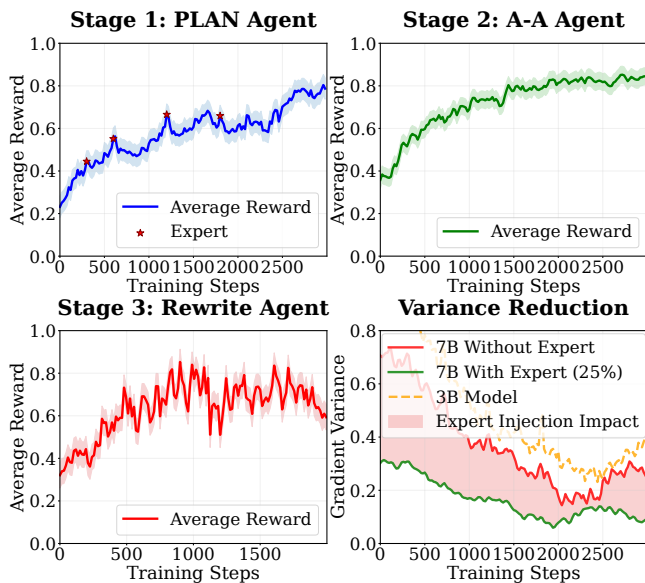 Stage 1: PLAN Agent
1.0
0.8
0.6
0.4
0.2
0.0
Average Reward
Average Reward
Expert
0 500 1000 1500 2000 2500
Training Steps
Stage 2: A-A Agent
1.0
0.8
0.6
0.4
0.2
0.0
Average Reward
Average Reward
0 500 1000 1500 2000 2500
Training Steps
Stage 3: Rewrite Agent
1.0
0.8
0.6
0.4
0.2
0.0
Average Reward
Average Reward
0 500 1000 1500
Training Steps
Variance Reduction
0.8
0.6
0.4
0.2
0.0
Gradient Variance
7B Without Expert
7B With Expert (25%)
3B Model
Expert Injection Impact
0 500 1000 1500 2000 2500
Training Steps